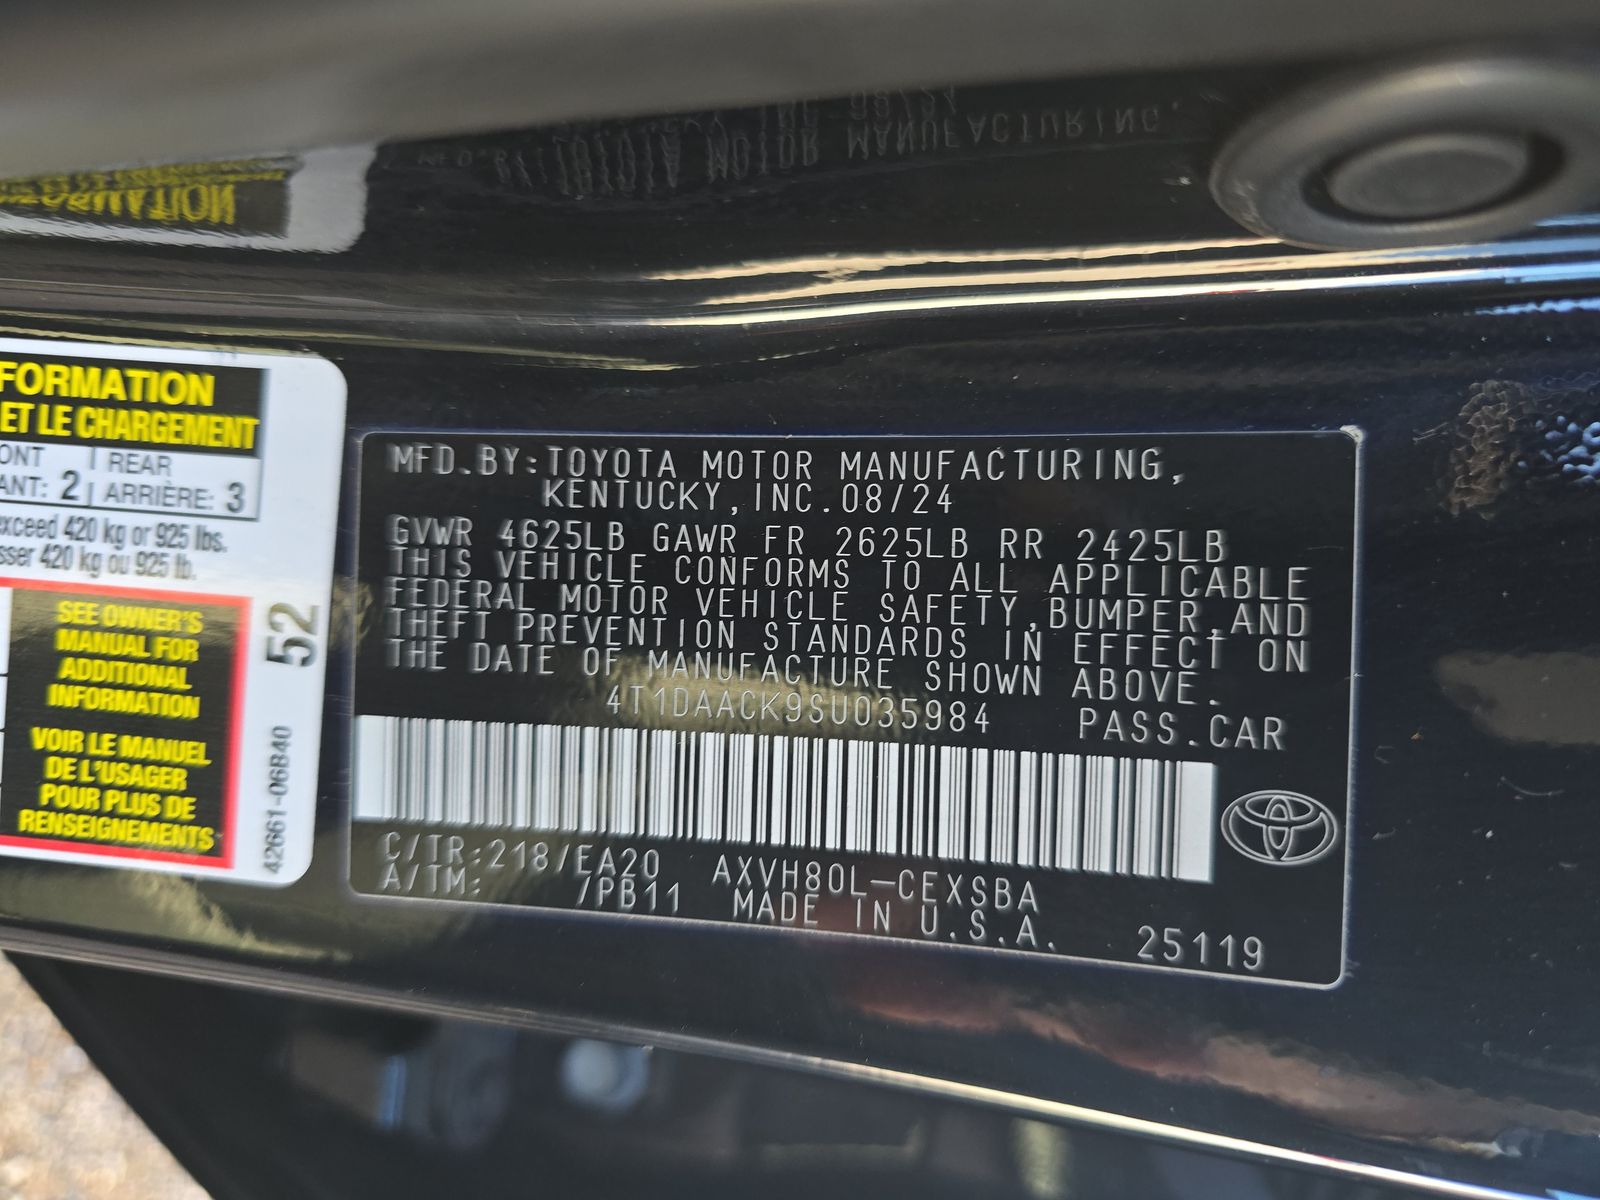 FORMATION
ET LE CHARGEMENT
ONT | REAR
ANT: 2 | ARRIÈRE: 3
exceed 420 kg or 925 lbs.
sser 420 kg ou 925 lb.
SEE OWNER'S
MANUAL FOR
ADDITIONAL
INFORMATION
VOIR LE MANUEL
DE L'USAGER
POUR PLUS DE
RENSEIGNEMENTS
52
42661-06B40
MFD.BY:TOYOTA MOTOR MANUFACTURING,
KENTUCKY,INC.08/24
GVWR 4625LB GAWR FR 2625LB RR 2425LB
THIS VEHICLE CONFORMS TO ALL APPLICABLE
FEDERAL MOTOR VEHICLE SAFETY,BUMPER,AND
THEFT PREVENTION STANDARDS IN EFFECT ON
THE DATE OF MANUFACTURE SHOWN ABOVE.
4T1DAACK9SU035984 PASS.CAR
C/TR:218/EA20 AXVH80L-CEXSBA
A/TM: /PB11 MADE IN U.S.A. 25119